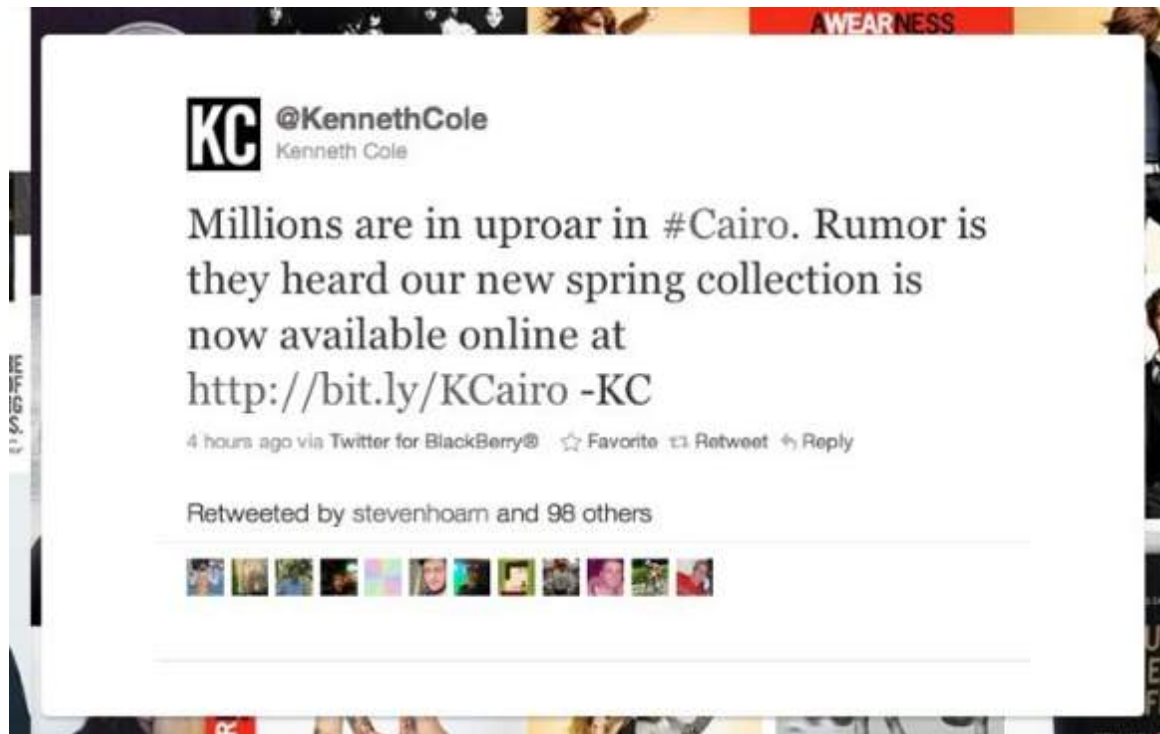 AWEARNESS
KC
@KennethCole
Kenneth Cole
Millions are in uproar in #Cairo. Rumor is
they heard our new spring collection is
now available online at
http://bit.ly/KCairo -KC
4 hours ago via Twitter for BlackBerry® Favorite Retweet Reply
Retweeted by stevenhoarn and 98 others